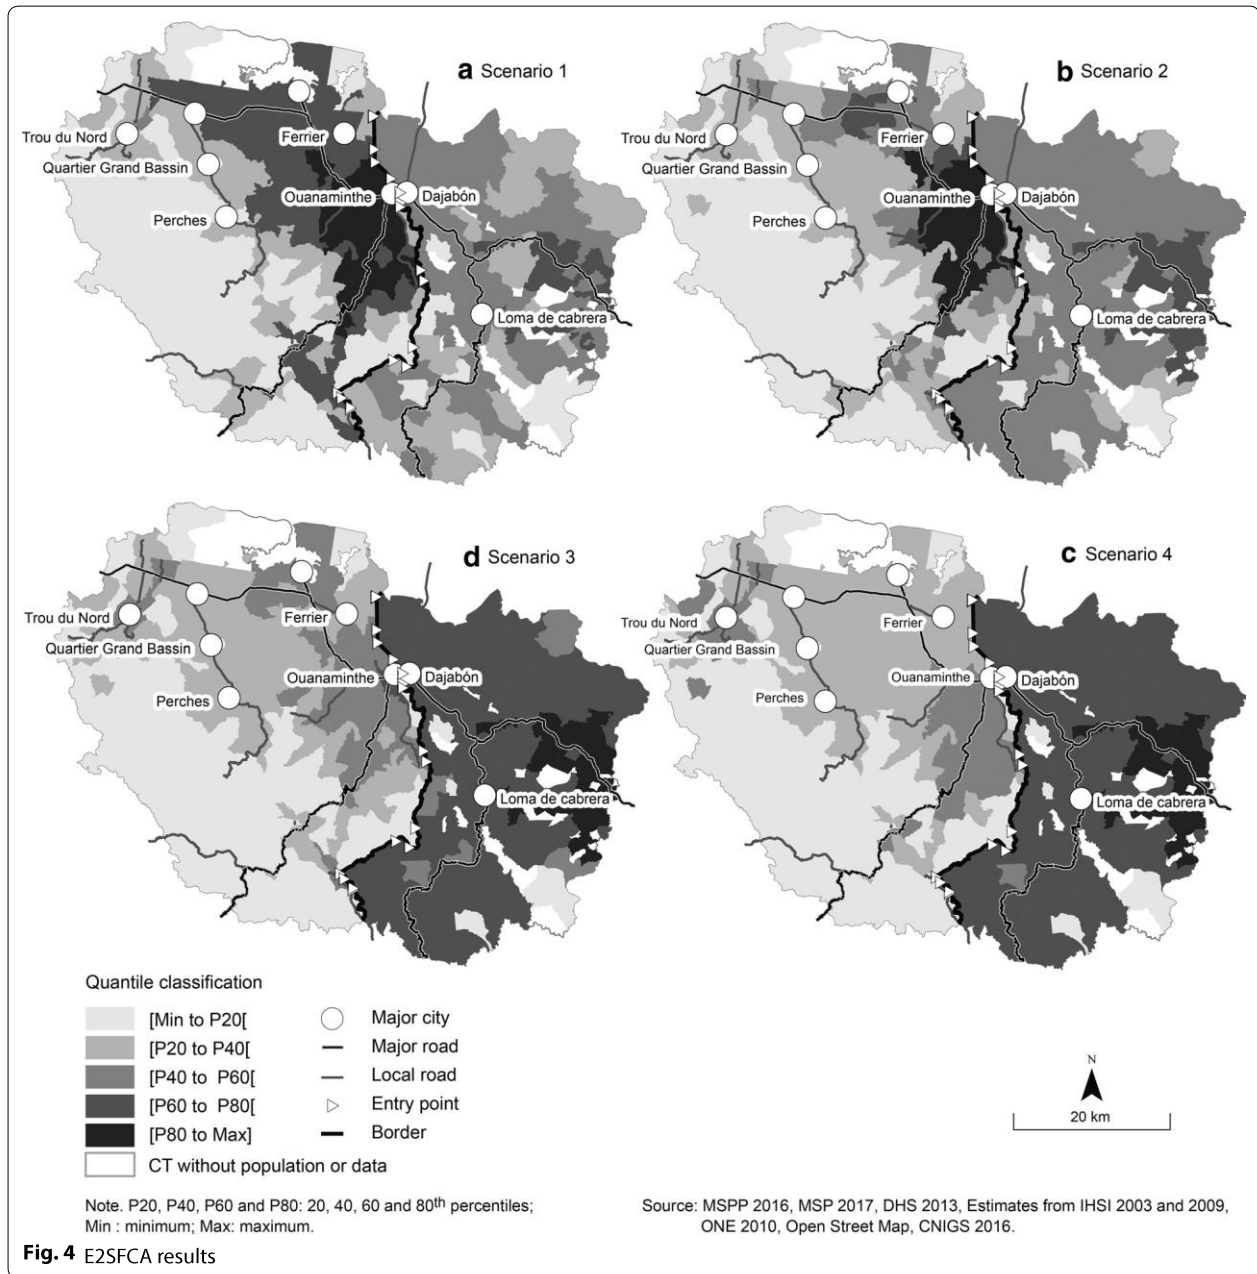 a Scenario 1
Trou du Nord
Quartier Grand Bassin
Perches
Ferrier
Ouanaminthe
Dajabón
Loma de cabrera
b Scenario 2
Trou du Nord
Quartier Grand Bassin
Perches
Ferrier
Ouanaminthe
Dajabón
Loma de cabrera
d Scenario 3
Trou du Nord
Quartier Grand Bassin
Perches
Ferrier
Ouanaminthe
Dajabón
Loma de cabrera
c Scenario 4
Trou du Nord
Quartier Grand Bassin
Perches
Ferrier
Ouanaminthe
Dajabón
Loma de cabrera
Quantile classification
[Min to P20[
[P20 to P40[
[P40 to P60[
[P60 to P80[
[P80 to Max]
CT without population or data
Major city
Major road
Local road
Entry point
Border
N
20 km
Note. P20, P40, P60 and P80: 20, 40, 60 and 80th percentiles;
Min : minimum; Max: maximum.
Source: MSPP 2016, MSP 2017, DHS 2013, Estimates from IHSI 2003 and 2009,
ONE 2010, Open Street Map, CNIGS 2016.
Fig. 4 E2SFCA results